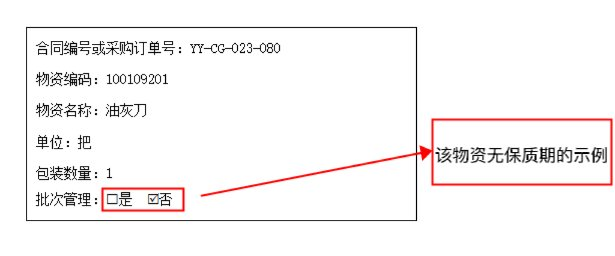 合同编号或采购订单号：YY-CG-023-080
物资编码：100109201
物资名称：油灰刀
单位：把
包装数量：1
批次管理：☐是 ☑否
该物资无保质期的示例